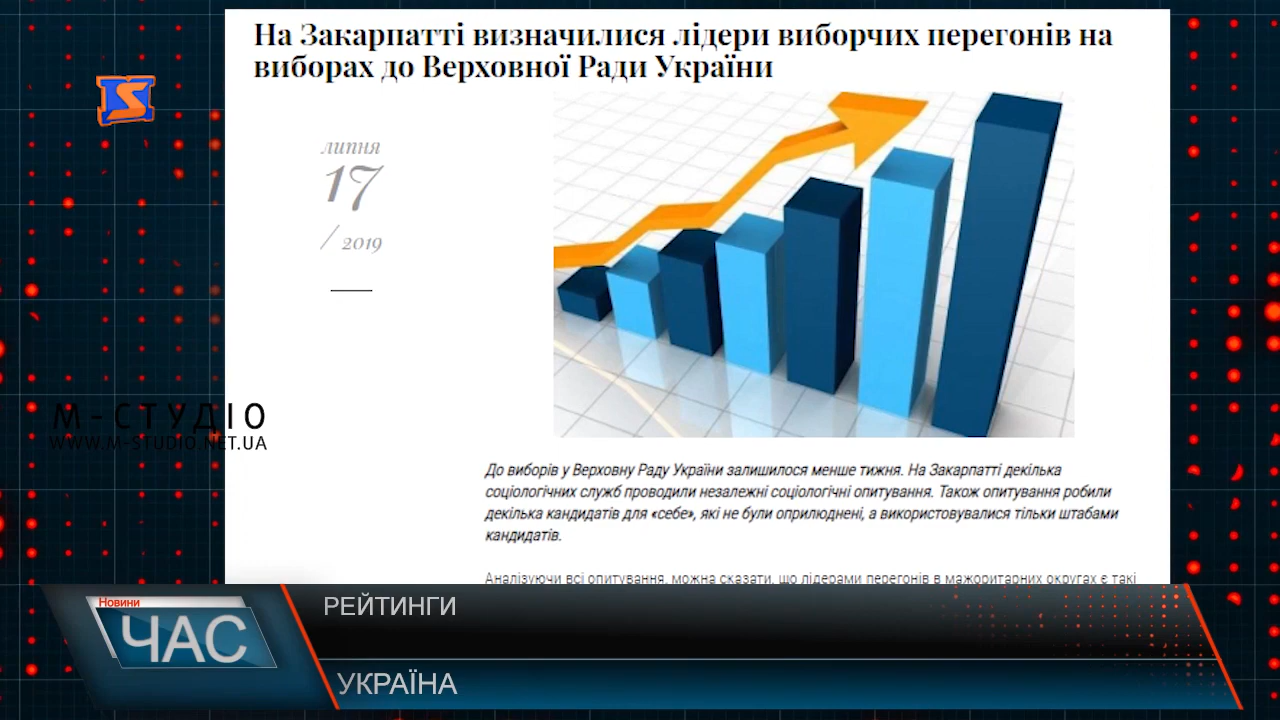 На Закарпатті визначилися лідери виборчих перегонів на
виборах до Верховної Ради України
липня
17
/ 2019
М-СТУДІО
WWW.M-STUDIO.NET.UA
До виборів у Верховну Раду України залишилося менше тижня. На Закарпатті декілька
соціологічних служб проводили незалежні соціологічні опитування. Також опитування робили
декілька кандидатів для «себе», які не були оприлюднені, а використовувалися тільки штабами
кандидатів.
Аналізуючи всі опитування, можна сказати, що лідерами перегонів в мажоритарних округах є такі
Новини
ЧАС
РЕЙТИНГИ
УКРАЇНА